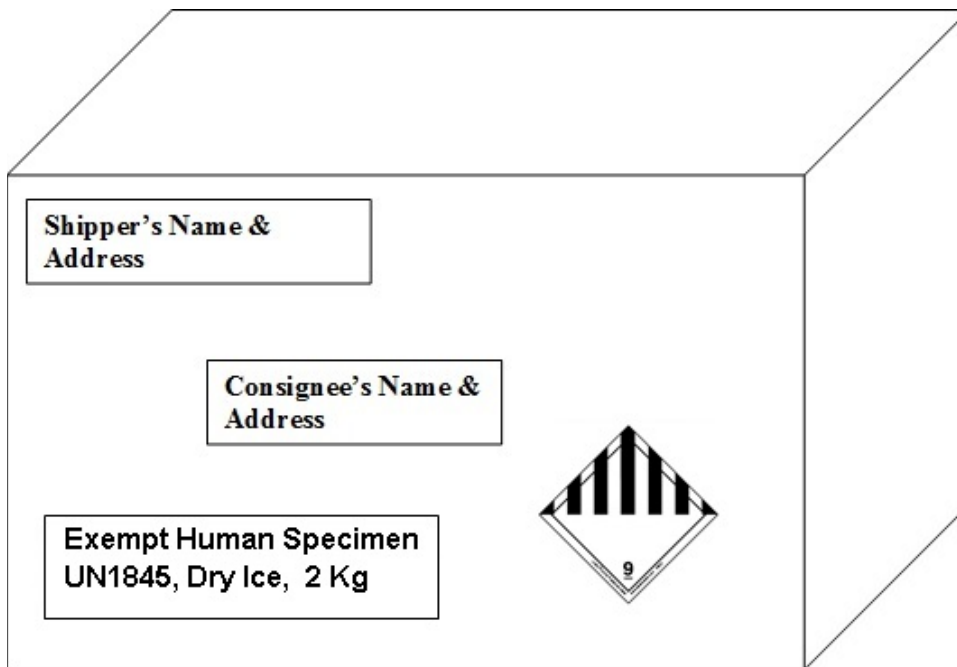 Shipper’s Name &
Address
Consignee’s Name &
Address
Exempt Human Specimen
UN1845, Dry Ice,  2 Kg
9